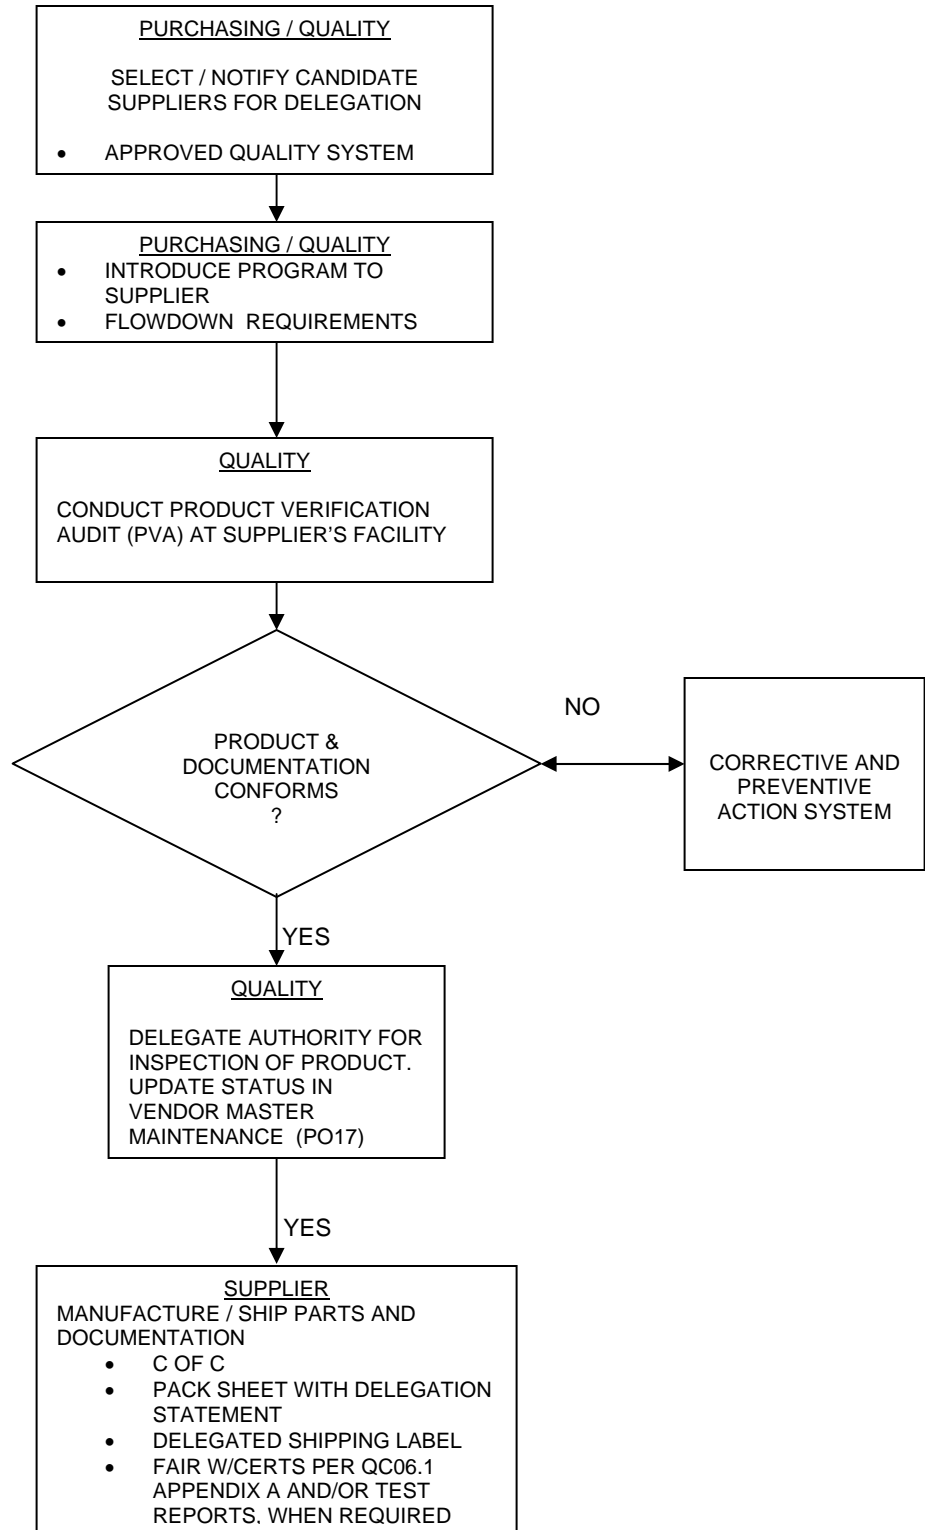 PURCHASING / QUALITY
SELECT / NOTIFY CANDIDATE
SUPPLIERS FOR DELEGATION
• APPROVED QUALITY SYSTEM
PURCHASING / QUALITY
• INTRODUCE PROGRAM TO
SUPPLIER
• FLOWDOWN REQUIREMENTS
QUALITY
CONDUCT PRODUCT VERIFICATION
AUDIT (PVA) AT SUPPLIER'S FACILITY
PRODUCT &
DOCUMENTATION
CONFORMS
?
NO
CORRECTIVE AND
PREVENTIVE
ACTION SYSTEM
YES
QUALITY
DELEGATE AUTHORITY FOR
INSPECTION OF PRODUCT.
UPDATE STATUS IN
VENDOR MASTER
MAINTENANCE (PO17)
YES
SUPPLIER
MANUFACTURE / SHIP PARTS AND
DOCUMENTATION
• C OF C
• PACK SHEET WITH DELEGATION
STATEMENT
• DELEGATED SHIPPING LABEL
• FAIR W/CERTS PER QC06.1
APPENDIX A AND/OR TEST
REPORTS, WHEN REQUIRED